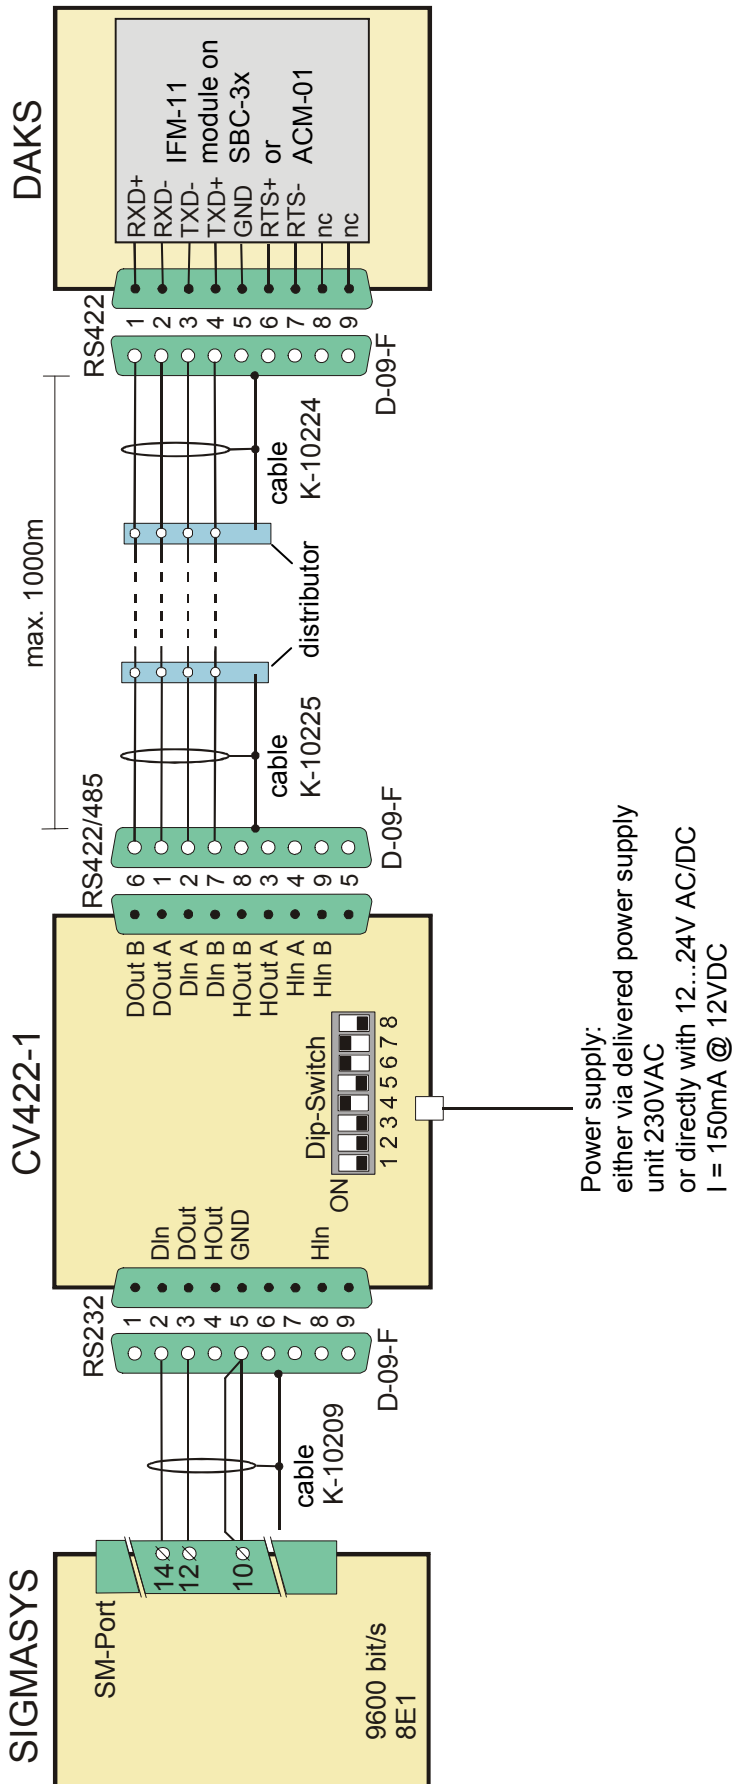 SIGMASYS
SM-Port
14
12
10
9600 bit/s
8E1
cable
K-10209
RS232
1
2
3
4
5
6
7
8
9
D-09-F
CV422-1
DIn
DOut
HOut
GND
HIn
Dip-Switch
ON
1 2 3 4 5 6 7 8
DOut B
DOut A
DIn A
DIn B
HOut B
HOut A
HIn A
HIn B
RS422/485
6
1
2
7
8
3
4
9
5
D-09-F
Power supply:
either via delivered power supply
unit 230VAC
or directly with 12...24V AC/DC
I = 150mA @ 12VDC
max. 1000m
cable
K-10225
distributor
cable
K-10224
RS422
1
2
3
4
5
6
7
8
9
D-09-F
DAKS
RXD+
RXD-
TXD-
TXD+
GND
RTS+
RTS-
nc
nc
IFM-11
module on
SBC-3x
or
ACM-01